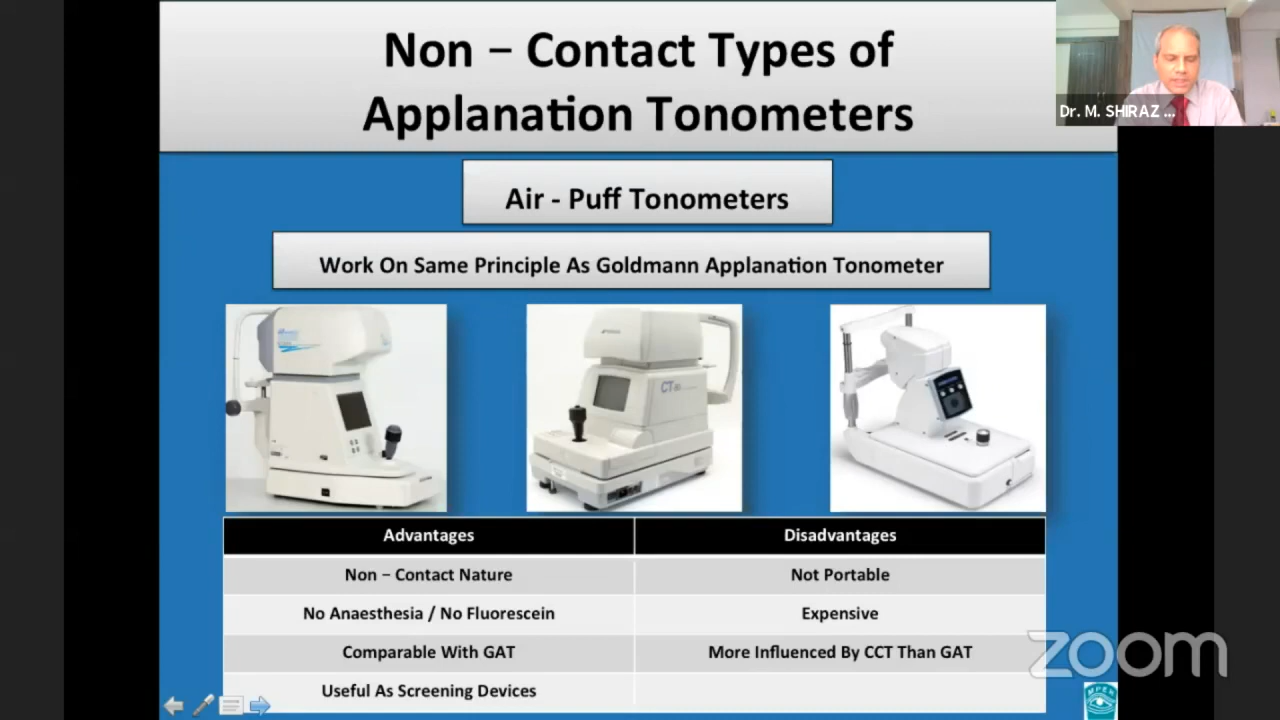 Non – Contact Types of
Applanation Tonometers
Dr. M. SHIRAZ ...
Air - Puff Tonometers
Work On Same Principle As Goldmann Applanation Tonometer
CT
Advantages
Disadvantages
Non – Contact Nature
Not Portable
No Anaesthesia / No Fluorescein
Expensive
Comparable With GAT
More Influenced By CCT Than GAT
Useful As Screening Devices
zoom